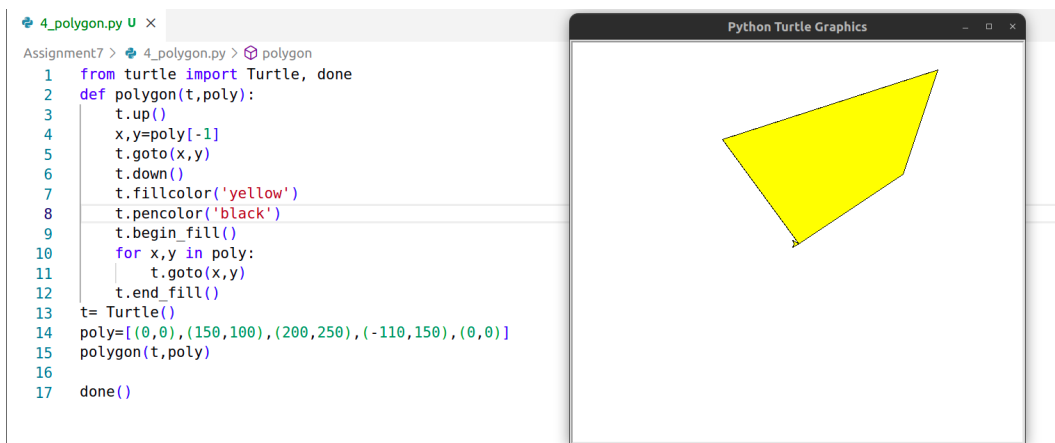 4_polygon.py U ×
Python Turtle Graphics
Assignment7 > 4_polygon.py > polygon
1 from turtle import Turtle, done
2 def polygon(t,poly):
3     t.up()
4     x,y=poly[-1]
5     t.goto(x,y)
6     t.down()
7     t.fillcolor('yellow')
8     t.pencolor('black')
9     t.begin_fill()
10     for x,y in poly:
11         t.goto(x,y)
12     t.end_fill()
13 t= Turtle()
14 poly=[(0,0),(150,100),(200,250),(-110,150),(0,0)]
15 polygon(t,poly)
16
17 done()